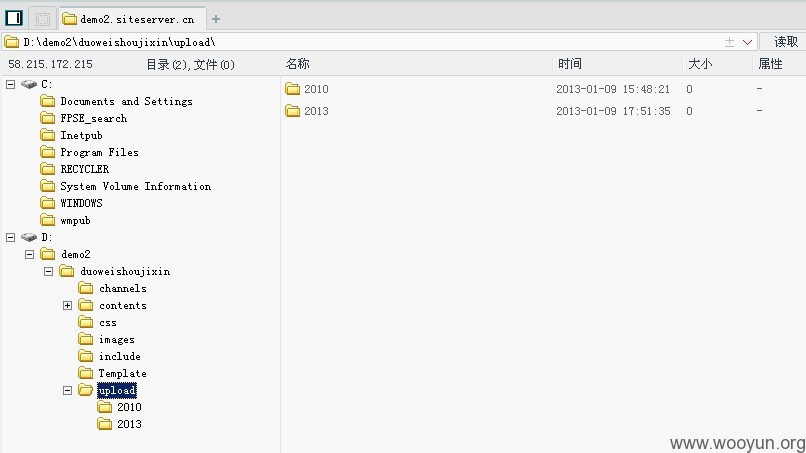 demo2.siteserver.cn
D:\demo2\duoweishoujixin\upload\ 读取
58.215.172.215 目录(2),文件(0) 名称 时间 大小 属性
C:
Documents and Settings
FPSE_search
Inetpub
Program Files
RECYCLER
System Volume Information
WINDOWS
wmpub
D:
demo2
duoweishoujixin
channels
contents
css
images
include
Template
upload
2010
2013
2010 2013-01-09 15:48:21 0 -
2013 2013-01-09 17:51:35 0 -
www.wooyun.org